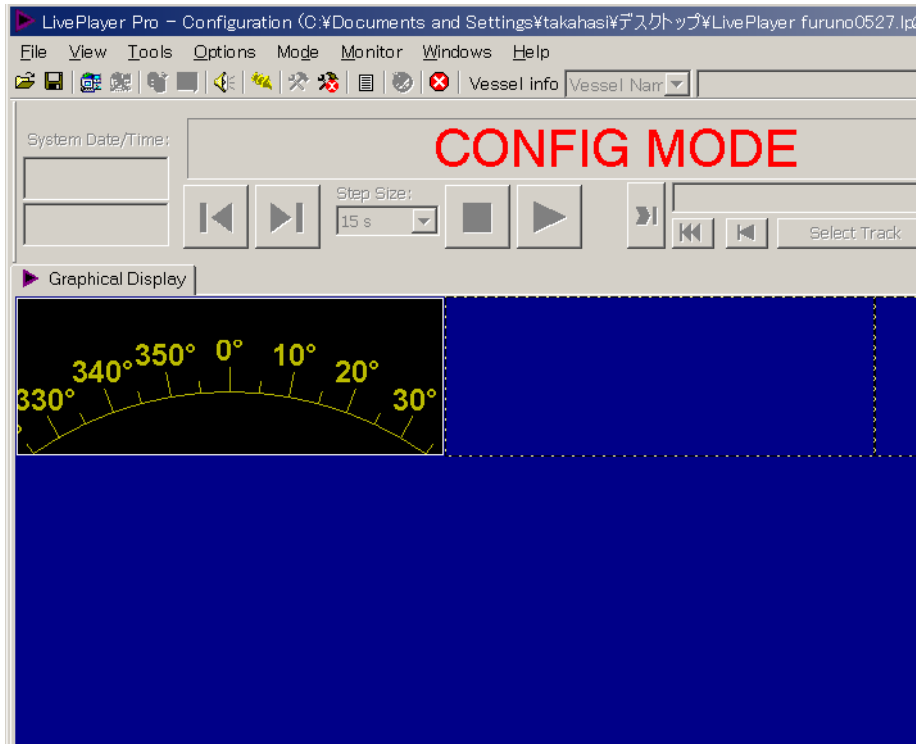 LivePlayer Pro - Configuration (C:¥Documents and Settings¥takahasi¥デスクトップ¥LivePlayer furuno0527.lp
File View Tools Options Mode Monitor Windows Help
Vessel info Vessel Nam
System Date/Time:
CONFIG MODE
Step Size:
15 s
Select Track
Graphical Display
330° 340° 350° 0° 10° 20° 30°